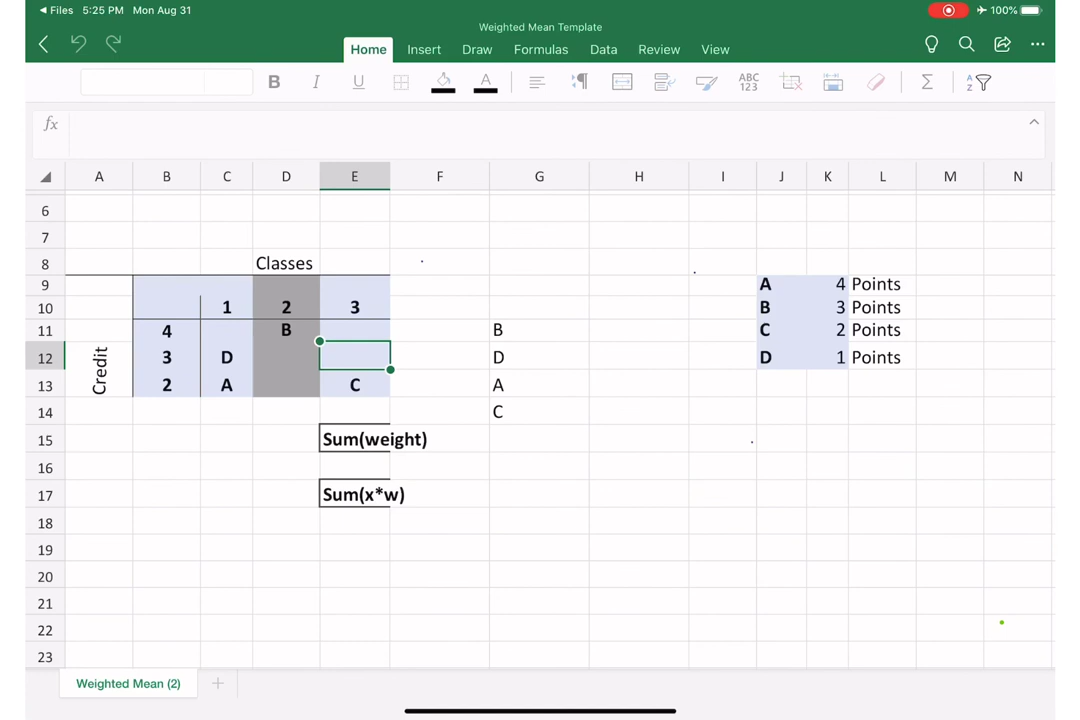 Files 5:25 PM Mon Aug 31 100%
Weighted Mean Template
Home Insert Draw Formulas Data Review View
B I U A ABC 123 Σ A Z
fx
A B C D E F G H I J K L M N
6
7
8 Classes
9 A 4 Points
10 1 2 3 B 3 Points
11 4 B B C 2 Points
12 Credit 3 D D D 1 Points
13 2 A C A
14 C
15 Sum(weight)
16
17 Sum(x*w)
18
19
20
21
22
23
Weighted Mean (2) +